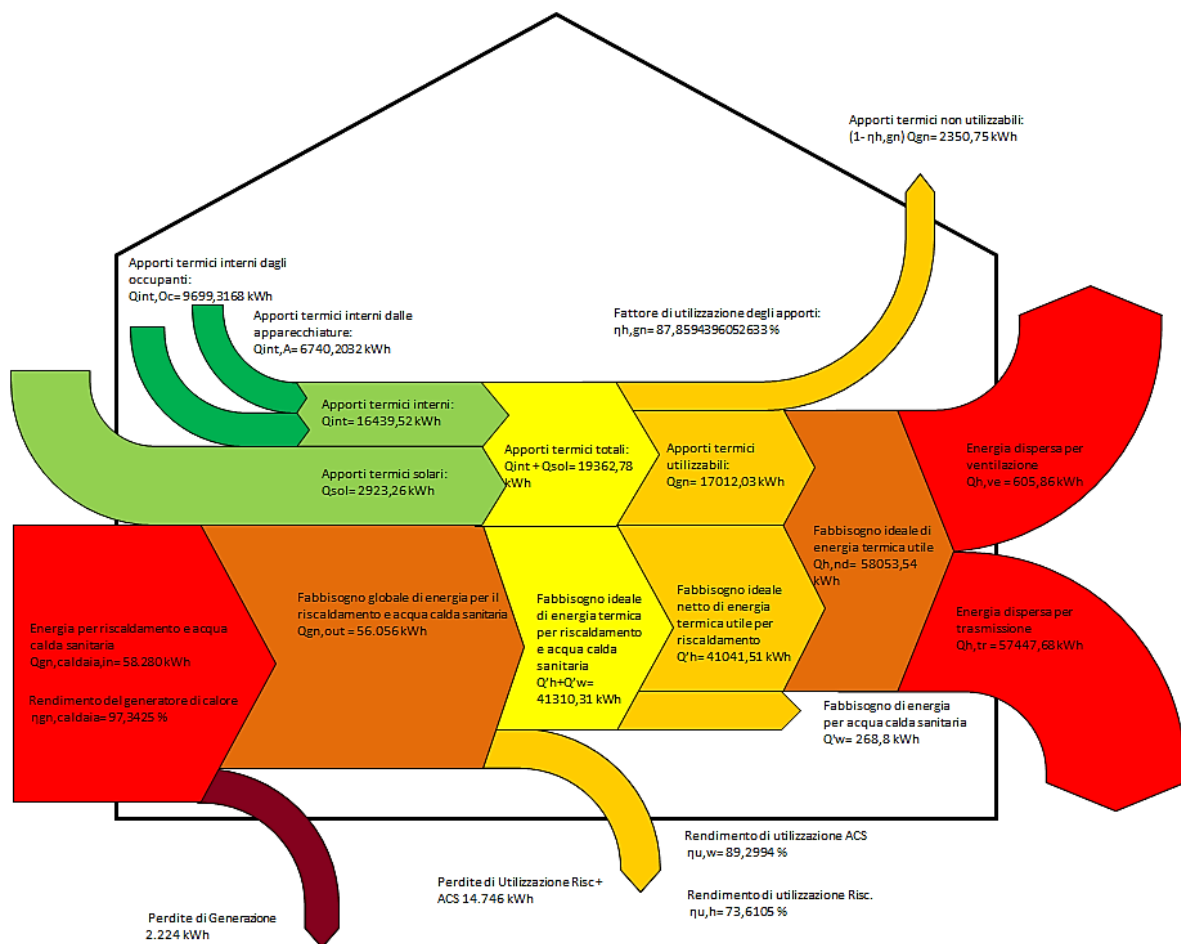 Apporti termici non utilizzabili:
(1- ηh,gn) Qgn= 2350,75 kWh
Apporti termici interni dagli
occupanti:
Qint,Oc= 9699,3168 kWh
Apporti termici interni dalle
apparecchiature:
Qint,A= 6740,2032 kWh
Fattore di utilizzazione degli apporti:
ηh,gn= 87,8594396052633 %
Apporti termici interni:
Qint= 16439,52 kWh
Apporti termici solari:
Qsol= 2923,26 kWh
Apporti termici totali:
Qint + Qsol= 19362,78
kWh
Apporti termici
utilizzabili:
Qgn= 17012,03 kWh
Energia dispersa per
ventilazione
Qh,ve= 605,86 kWh
Fabbisogno ideale di
energia termica utile
Qh,nd= 58053,54
kWh
Energia per riscaldamento e acqua
calda sanitaria
Qgn,caldaia,in= 58.280 kWh
Rendimento del generatore di calore
ηgn,caldaia= 97,3425 %
Fabbisogno globale di energia per il
riscaldamento e acqua calda sanitaria
Qgn,out = 56.056 kWh
Fabbisogno ideale
di energia termica
per riscaldamento
e acqua calda
sanitaria
Q'h+Q'w=
41310,31 kWh
Fabbisogno ideale
netto di energia
termica utile per
riscaldamento
Q'h= 41041,51 kWh
Energia dispersa per
trasmissione
Qh,tr= 57447,68 kWh
Fabbisogno di energia
per acqua calda sanitaria
Q'w= 268,8 kWh
Rendimento di utilizzazione ACS
ηu,w= 89,2994 %
Perdite di Utilizzazione Risc +
ACS 14.746 kWh
Rendimento di utilizzazione Risc.
ηu,h= 73,6105 %
Perdite di Generazione
2.224 kWh